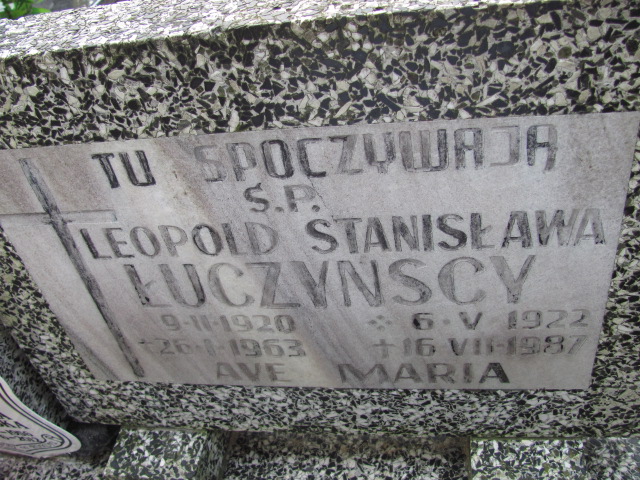 TU SPOCZYWAJĄ
Ś.P.
LEOPOLD STANISŁAWA
ŁUCZYŃSCY
9·II·1920 6·V·1922
26·I·1963 †16·VII·1987
AVE MARIA